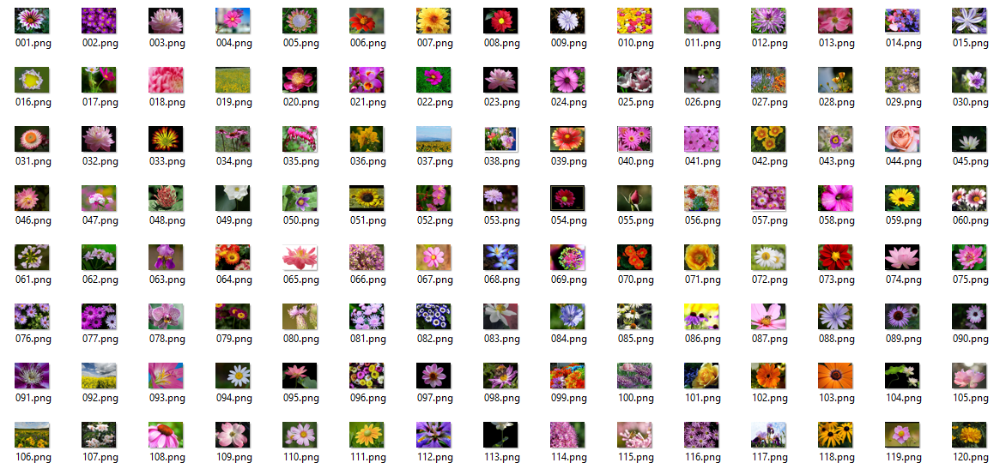 001.png 002.png 003.png 004.png 005.png 006.png 007.png 008.png 009.png 010.png 011.png 012.png 013.png 014.png 015.png
016.png 017.png 018.png 019.png 020.png 021.png 022.png 023.png 024.png 025.png 026.png 027.png 028.png 029.png 030.png
031.png 032.png 033.png 034.png 035.png 036.png 037.png 038.png 039.png 040.png 041.png 042.png 043.png 044.png 045.png
046.png 047.png 048.png 049.png 050.png 051.png 052.png 053.png 054.png 055.png 056.png 057.png 058.png 059.png 060.png
061.png 062.png 063.png 064.png 065.png 066.png 067.png 068.png 069.png 070.png 071.png 072.png 073.png 074.png 075.png
076.png 077.png 078.png 079.png 080.png 081.png 082.png 083.png 084.png 085.png 086.png 087.png 088.png 089.png 090.png
091.png 092.png 093.png 094.png 095.png 096.png 097.png 098.png 099.png 100.png 101.png 102.png 103.png 104.png 105.png
106.png 107.png 108.png 109.png 110.png 111.png 112.png 113.png 114.png 115.png 116.png 117.png 118.png 119.png 120.png